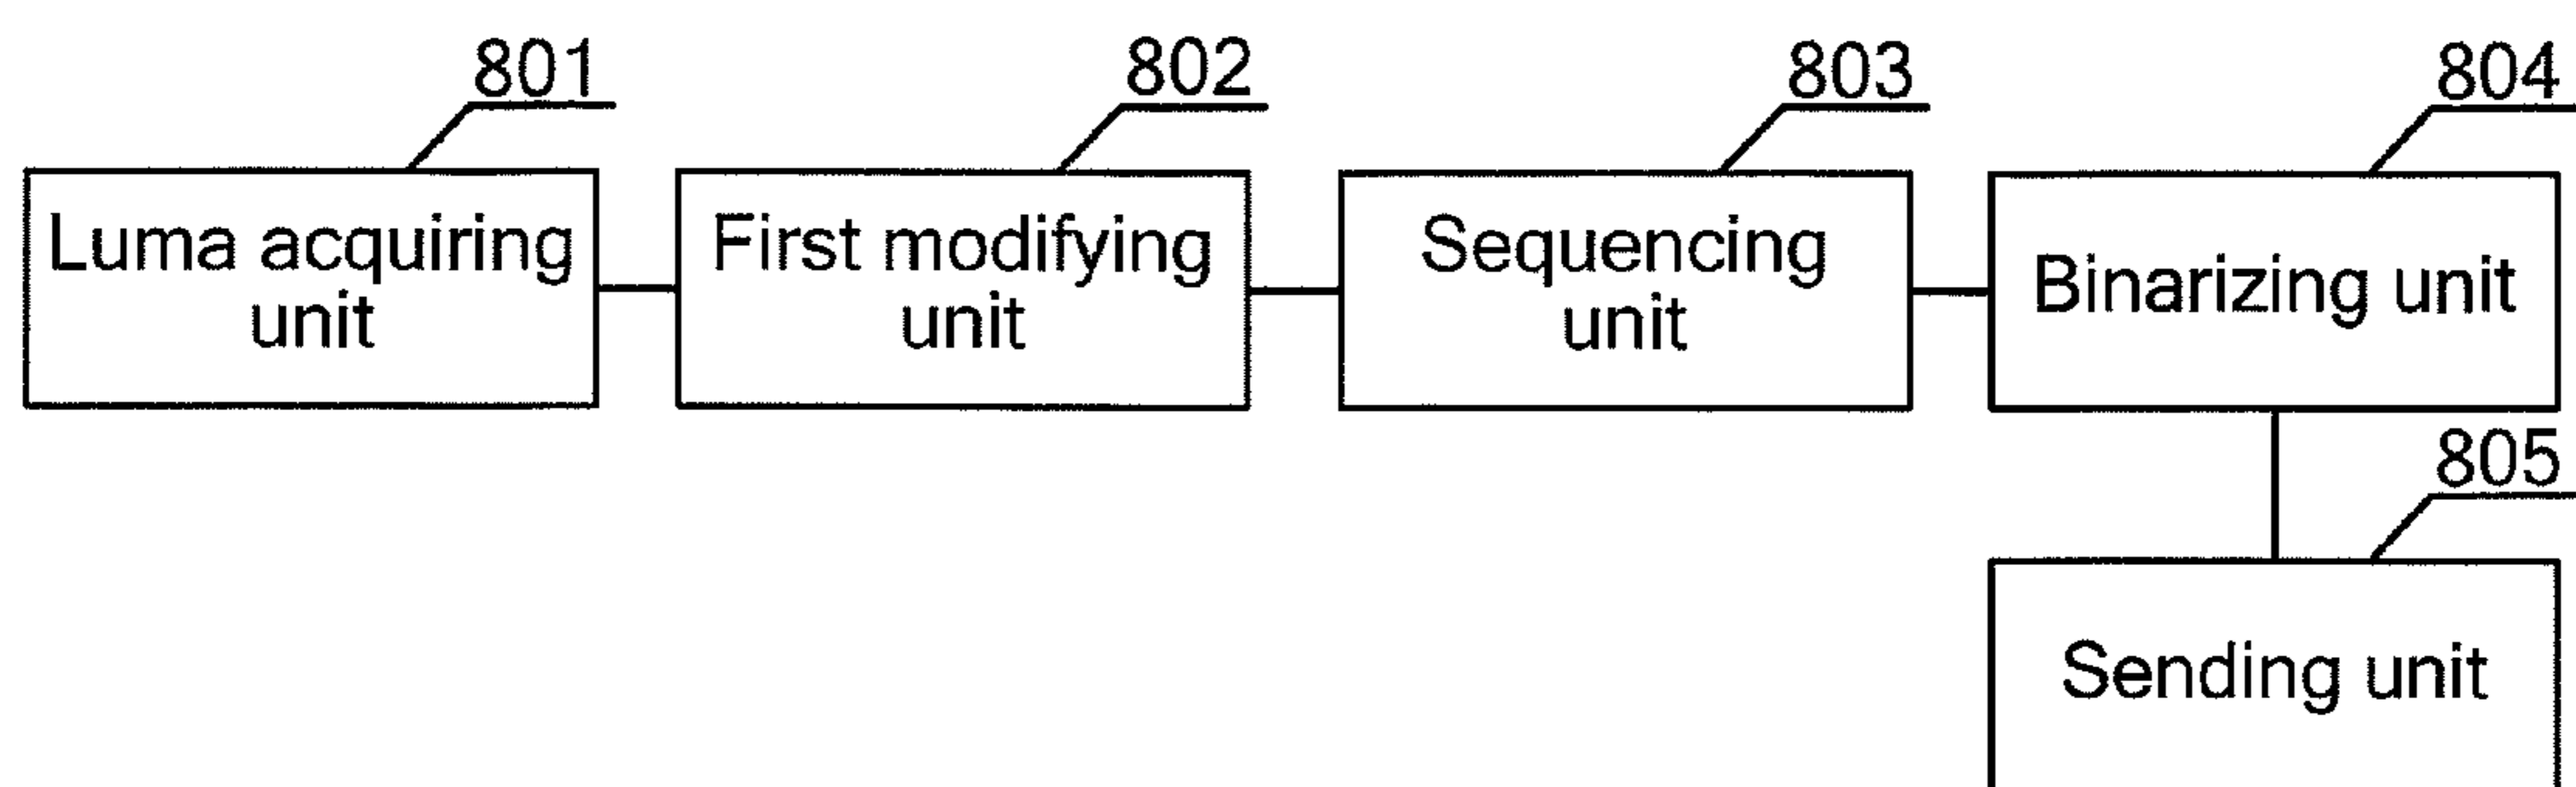 801
802
803
804
Luma acquiring
unit
First modifying
unit
Sequencing
unit
Binarizing unit
805
Sending unit